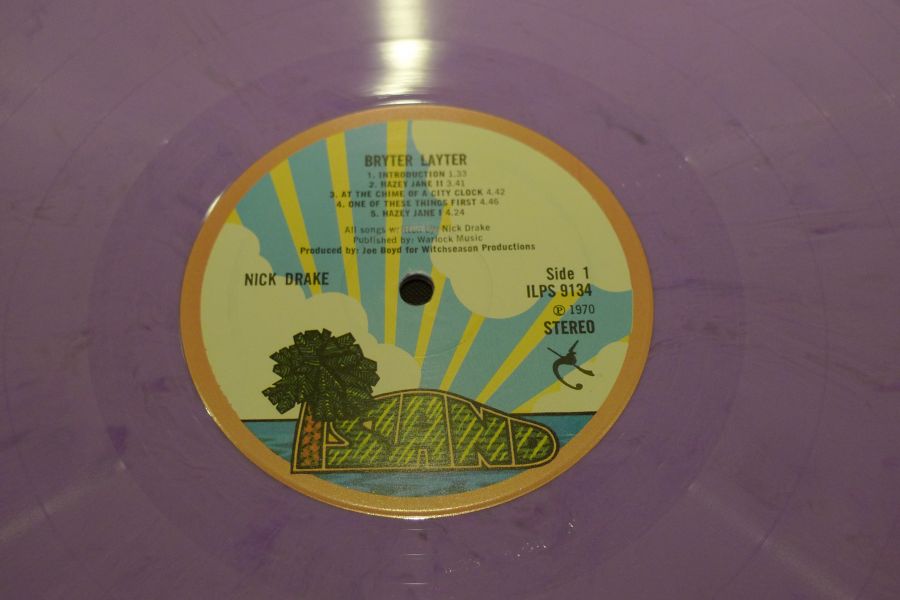 BRYTER LAYTER
1. INTRODUCTION 1.33
2. HAZEY JANE II 3.41
3. AT THE CHIME OF A CITY CLOCK 4.42
4. ONE OF THESE THINGS FIRST 4.46
5. HAZEY JANE I 4.24
All songs written by: Nick Drake
Published by: Warlock Music
Produced by: Joe Boyd for Witchseason Productions
NICK DRAKE
Side 1
ILPS 9134
℗ 1970
STEREO
ISLAND